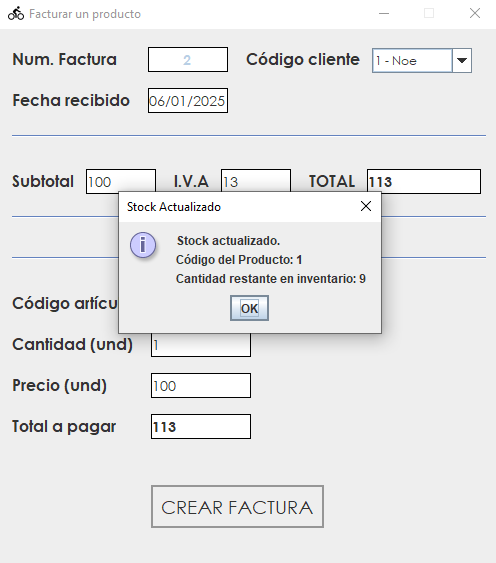 Facturar un producto
Num. Factura 2 Código cliente 1 - Noe
Fecha recibido 06/01/2025
Subtotal 100 I.V.A 13 TOTAL 113
Stock Actualizado
Stock actualizado.
Código del Producto: 1
Cantidad restante en inventario: 9
OK
Código artícu
Cantidad (und) 1
Precio (und) 100
Total a pagar 113
CREAR FACTURA